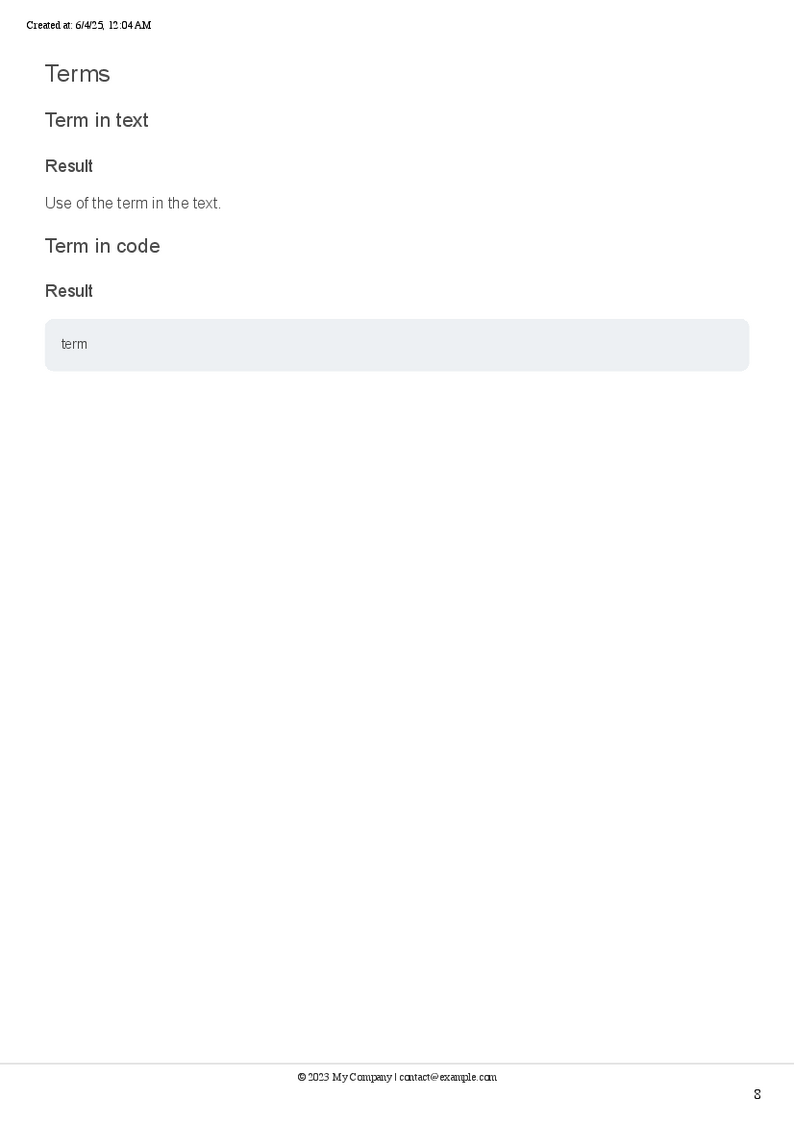 Created at: 6/4/25, 12:04 AM
Terms
Term in text
Result
Use of the term in the text.
Term in code
Result
term
© 2023 My Company | contact@example.com
8